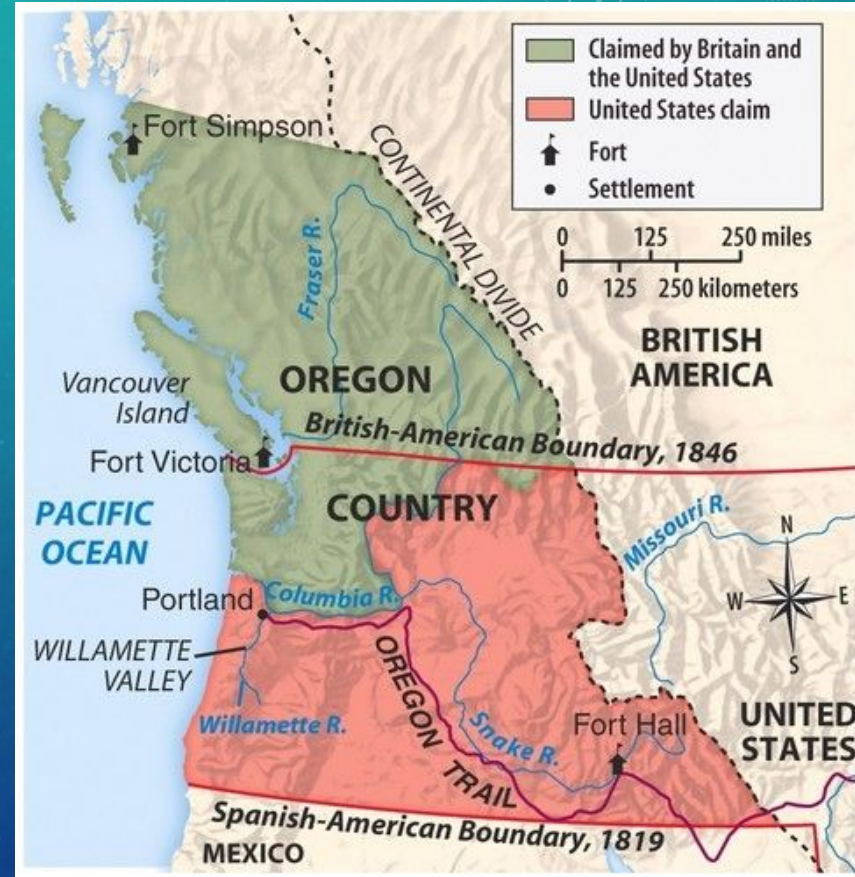 Claimed by Britain and
the United States
United States claim
Fort
Settlement
0 125 250 miles
0 125 250 kilometers
Fort Simpson
CONTINENTAL DIVIDE
Fraser R.
BRITISH
AMERICA
OREGON
Vancouver
Island
British-American Boundary, 1846
Fort Victoria
COUNTRY
PACIFIC
OCEAN
Missouri R.
N
W
E
S
Portland
Columbia R.
WILLAMETTE
VALLEY
OREGON TRAIL
Willamette R.
Snake R.
Fort Hall
UNITED
STATES
Spanish-American Boundary, 1819
MEXICO